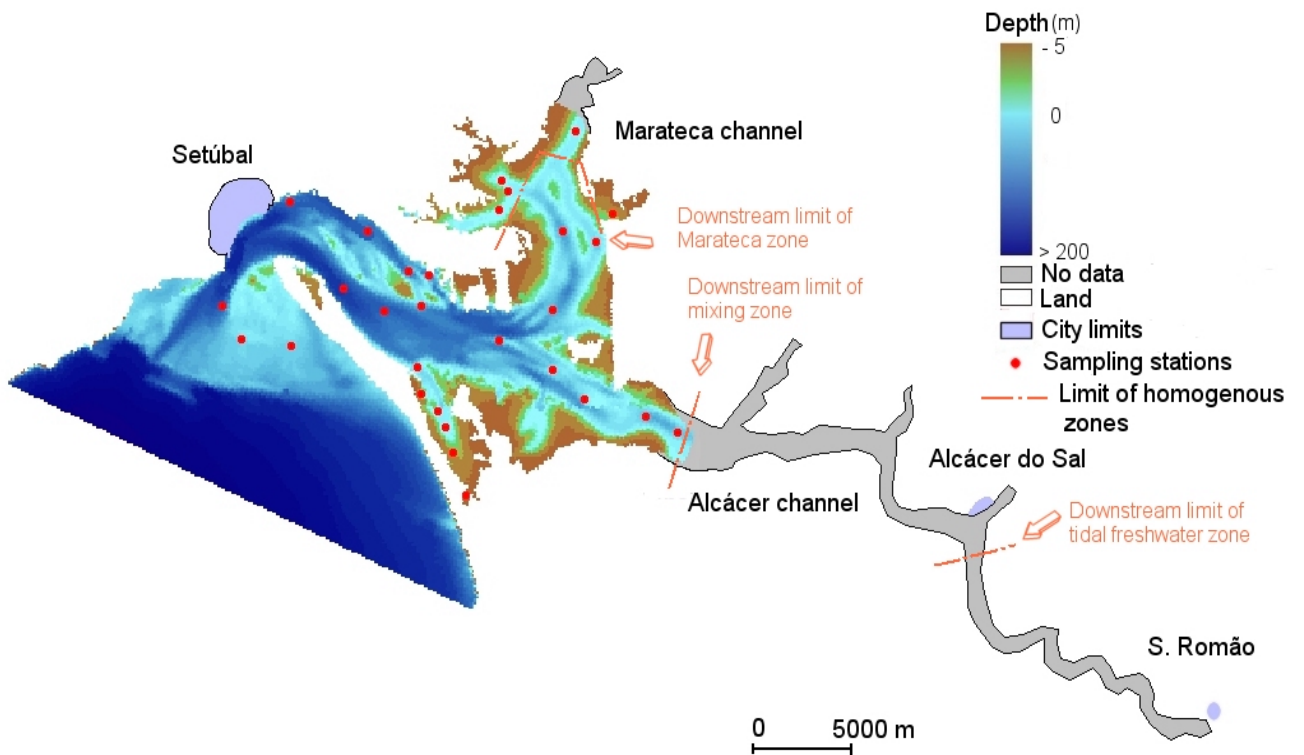 Depth (m)
- 5
0
> 200
No data
Land
City limits
Sampling stations
Limit of homogenous
zones
Marateca channel
Setúbal
Downstream limit of
Marateca zone
Downstream limit of
mixing zone
Alcácer do Sal
Alcácer channel
Downstream limit of
tidal freshwater zone
S. Romão
0 5000 m